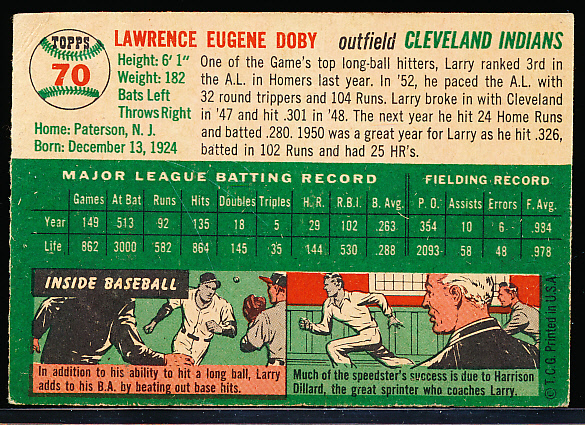 TOPPS
70
LAWRENCE EUGENE DOBY outfield CLEVELAND INDIANS
Height: 6' 1"
Weight: 182
Bats Left
Throws Right
Home: Paterson, N. J.
Born: December 13, 1924
One of the Game's top long-ball hitters, Larry ranked 3rd in
the A.L. in Homers last year. In '52, he paced the A.L. with
32 round trippers and 104 Runs. Larry broke in with Cleveland
in '47 and hit .301 in '48. The next year he hit 24 Home Runs
and batted .280. 1950 was a great year for Larry as he hit .326,
batted in 102 Runs and had 25 HR's.
MAJOR LEAGUE BATTING RECORD FIELDING RECORD
Games At Bat Runs Hits Doubles Triples H.R. R.B.I. B. Avg. P. O. Assists Errors F. Avg.
Year 149 513 92 135 18 5 29 102 .263 354 10 6 .984
Life 862 3000 582 864 145 35 144 530 .288 2093 58 48 .978
INSIDE BASEBALL
In addition to his ability to hit a long ball, Larry
adds to his B.A. by beating out base hits.
Much of the speedster's success is due to Harrison
Dillard, the great sprinter who coaches Larry.
© T. C. G. Printed in U.S.A.